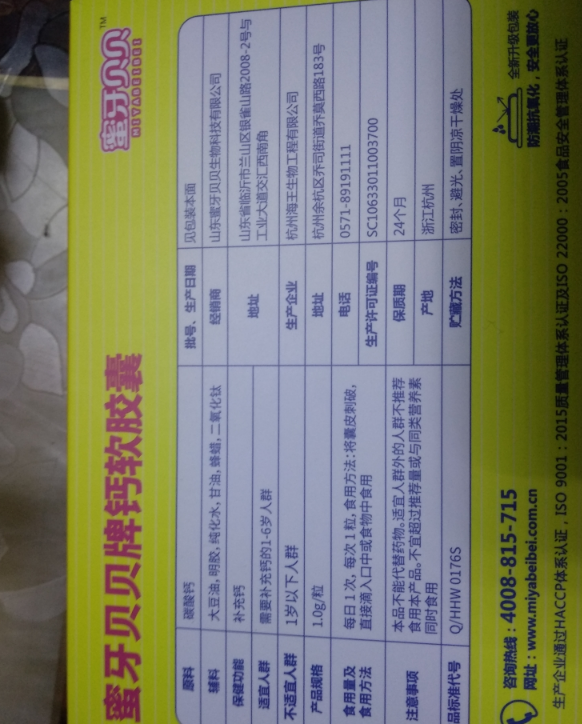 蜜牙贝贝牌钙软胶囊
蜜牙贝贝™
MIYABEIBEI
原料 碳酸钙
辅料 大豆油,明胶,纯化水,甘油,蜂蜡,二氧化钛
保健功能 补充钙
适宜人群 需要补充钙的1-6岁人群
不适宜人群 1岁以下人群
产品规格 1.0g/粒
食用量及 每日1次,每次1粒,食用方法:将囊皮刺破,
食用方法 直接滴入口中或食物中食用
注意事项 本品不能代替药物。适宜人群外的人群不推荐
食用本产品。不宜超过推荐量或与同类营养素
同时食用
品标准代号 Q/HHW 0176S
批号、生产日期 见包装本面
经销商 山东蜜牙贝贝生物科技有限公司
地址 山东省临沂市兰山区银雀山路2008-2号与
工业大道交汇西南角
生产企业 杭州海王生物工程有限公司
地址 杭州余杭区乔司街道乔莫西路183号
电话 0571-89191111
生产许可证编号 SC10633011003700
保质期 24个月
产地 浙江杭州
贮藏方法 密封、避光、置阴凉干燥处
咨询热线:4008-815-715
网址:www.miyabeibei.com.cn
全新升级包装
防潮抗氧化,安全更放心
生产企业通过HACCP体系认证,ISO 9001:2015质量管理体系认证及ISO 22000:2005食品安全管理体系认证